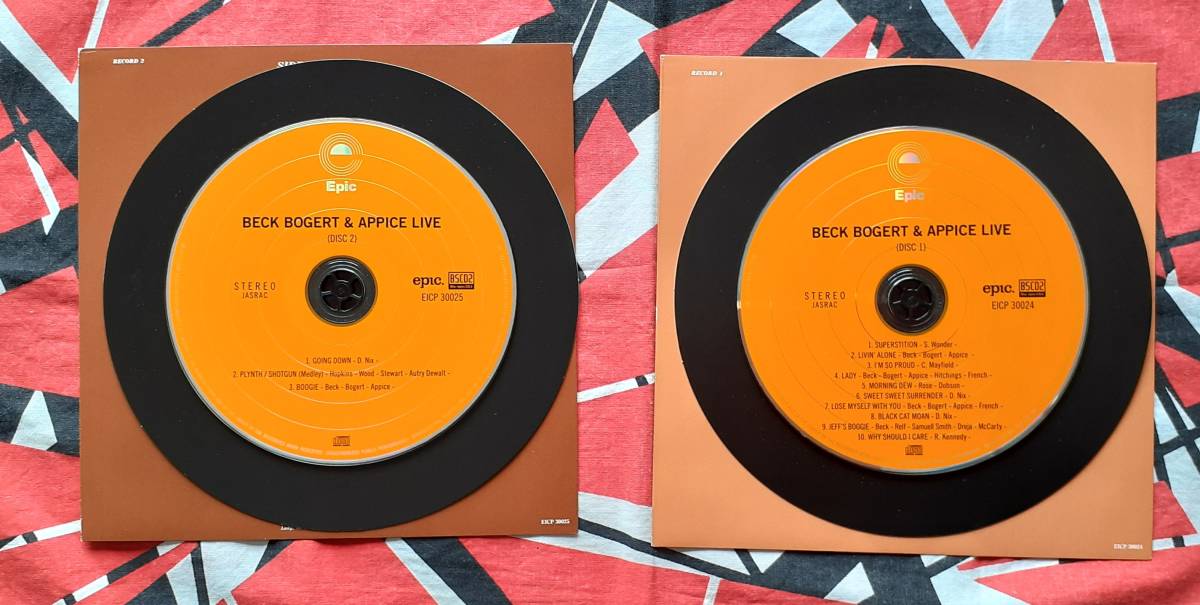 RECORD 2
Epic
BECK BOGERT & APPICE LIVE
(DISC 2)
STEREO
JASRAC
epic. BSCD2
EICP 30025
1. GOING DOWN - D. Nix -
2. PLYNTH / SHOTGUN (Medley) - Hopkins - Wood - Stewart - Autry Dewalt -
3. BOOGIE - Beck - Bogert - Appice -
EICP 30025
RECORD 1
Epic
BECK BOGERT & APPICE LIVE
(DISC 1)
STEREO
JASRAC
epic. BSCD2
EICP 30024
1. SUPERSTITION - S. Wonder -
2. LIVIN' ALONE - Beck - Bogert - Appice -
3. I'M SO PROUD - C. Mayfield -
4. LADY - Beck - Bogert - Appice - Hitchings - French -
5. MORNING DEW - Rose - Dobson -
6. SWEET SWEET SURRENDER - D. Nix -
7. LOSE MYSELF WITH YOU - Beck - Bogert - Appice - French -
8. BLACK CAT MOAN - D. Nix -
9. JEFF'S BOGGIE - Beck - Relf - Samuell Smith - Dreja - McCarty -
10. WHY SHOULD I CARE - R. Kennedy -
EICP 30024